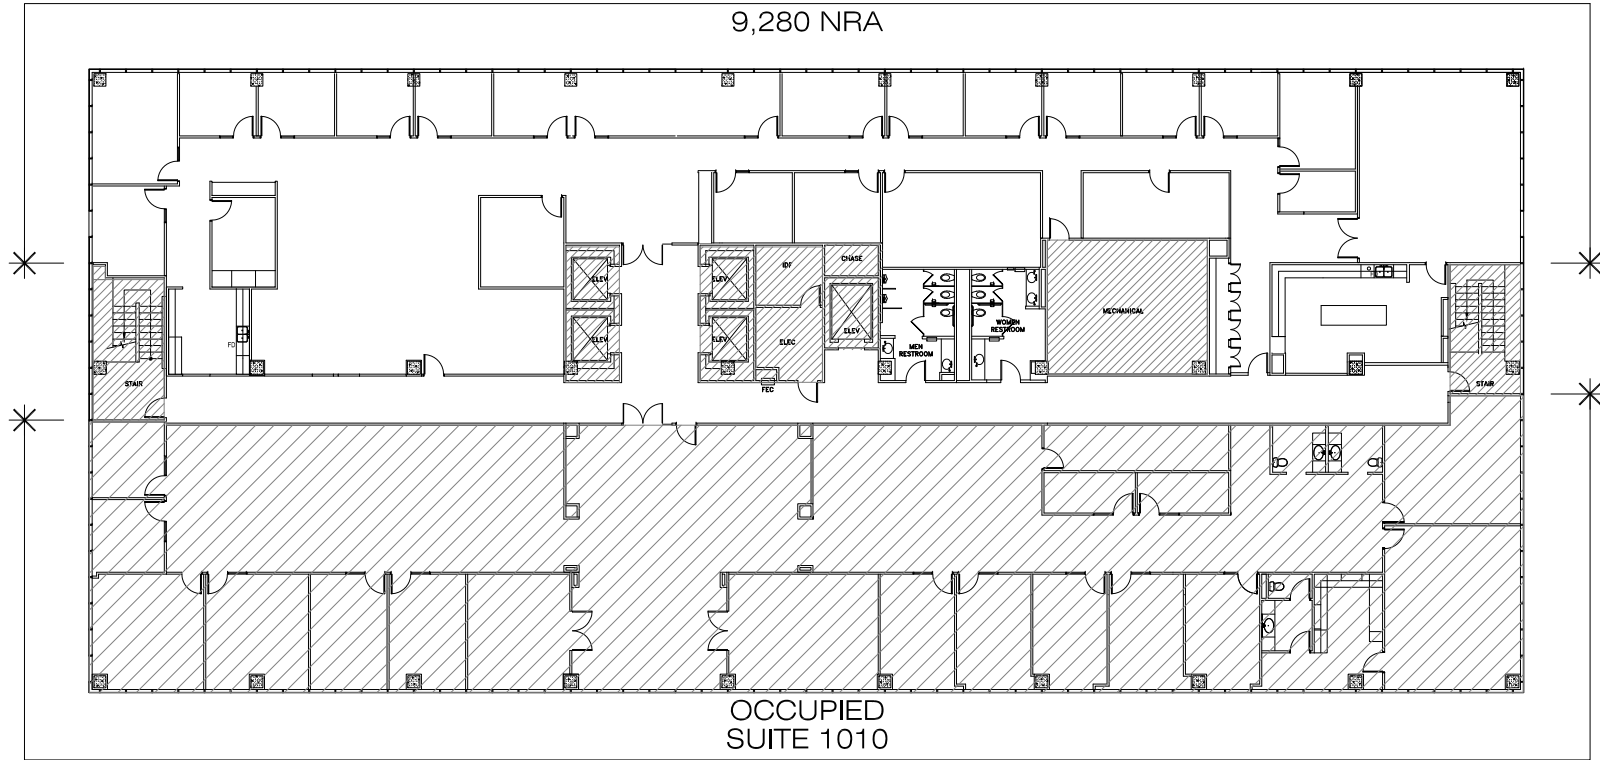 9,280 NRA
IDF
CHASE
ELEV
ELEV
MECHANICAL
WOMEN
RESTROOM
ELEV
ELEV
ELEV
ELEC
MEN
RESTROOM
FD
STAIR
STAIR
FEC
OCCUPIED
SUITE 1010